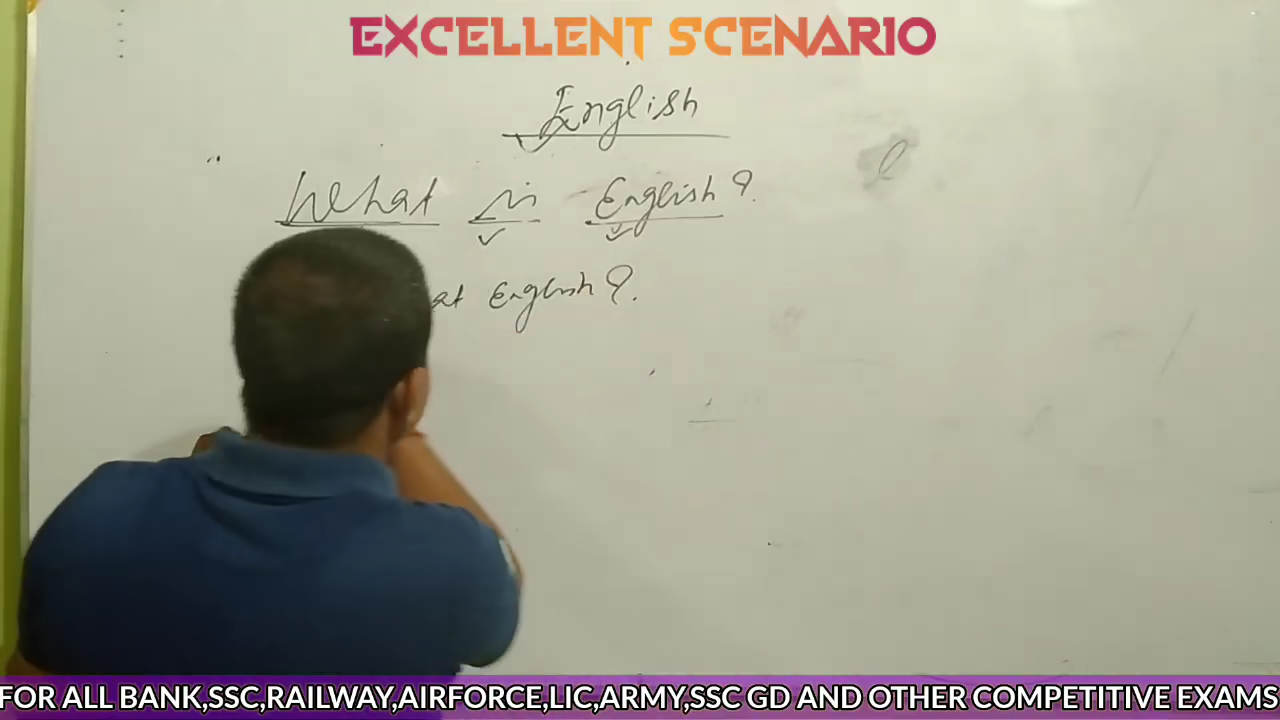 EXCELLENT SCENARIO
English
What is English?
at English?
FOR ALL BANK,SSC,RAILWAY,AIRFORCE,LIC,ARMY,SSC GD AND OTHER COMPETITIVE EXAMS